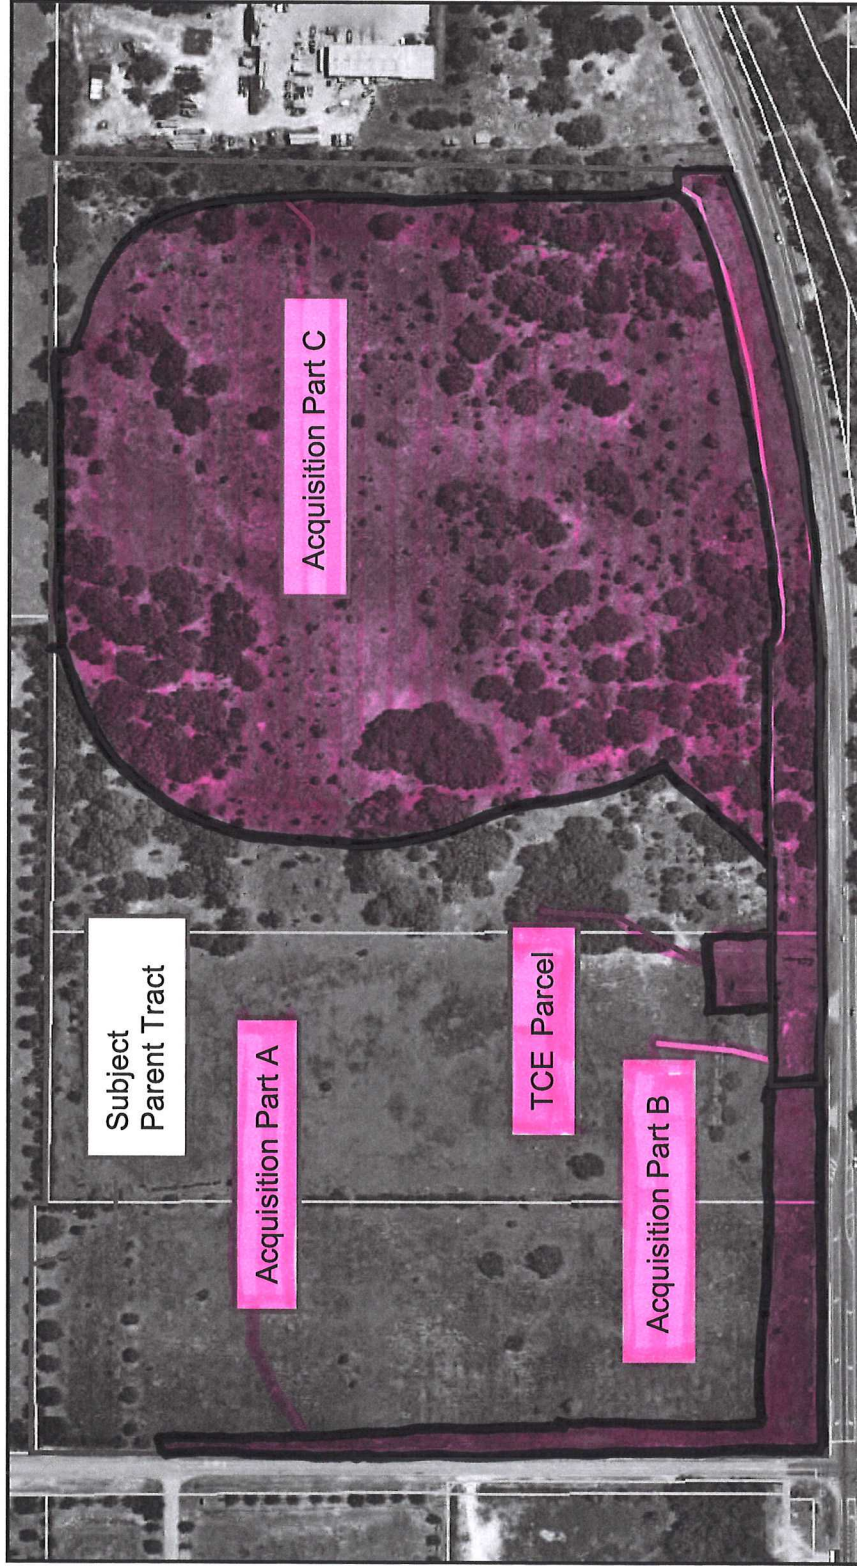 Subject
Parent Tract
Acquisition Part A
TCE Parcel
Acquisition Part B
Acquisition Part C